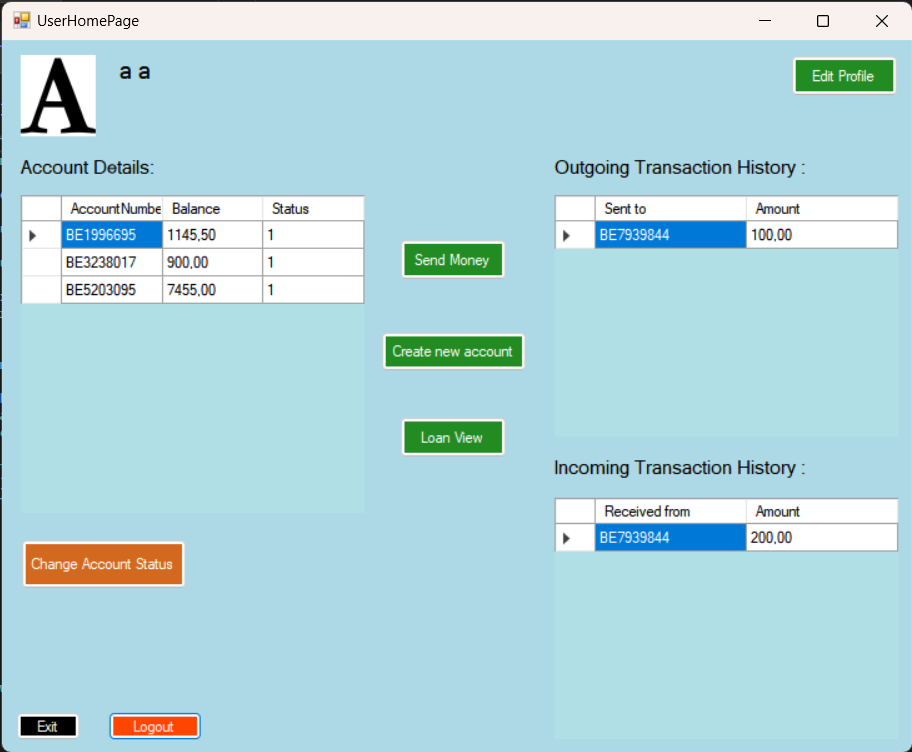 UserHomePage
A
a a
Edit Profile
Account Details:
AccountNumbe Balance Status
BE1996695 1145,50 1
BE3238017 900,00 1
BE5203095 7455,00 1
Send Money
Create new account
Loan View
Change Account Status
Outgoing Transaction History :
Sent to Amount
BE7939844 100,00
Incoming Transaction History :
Received from Amount
BE7939844 200,00
Exit
Logout